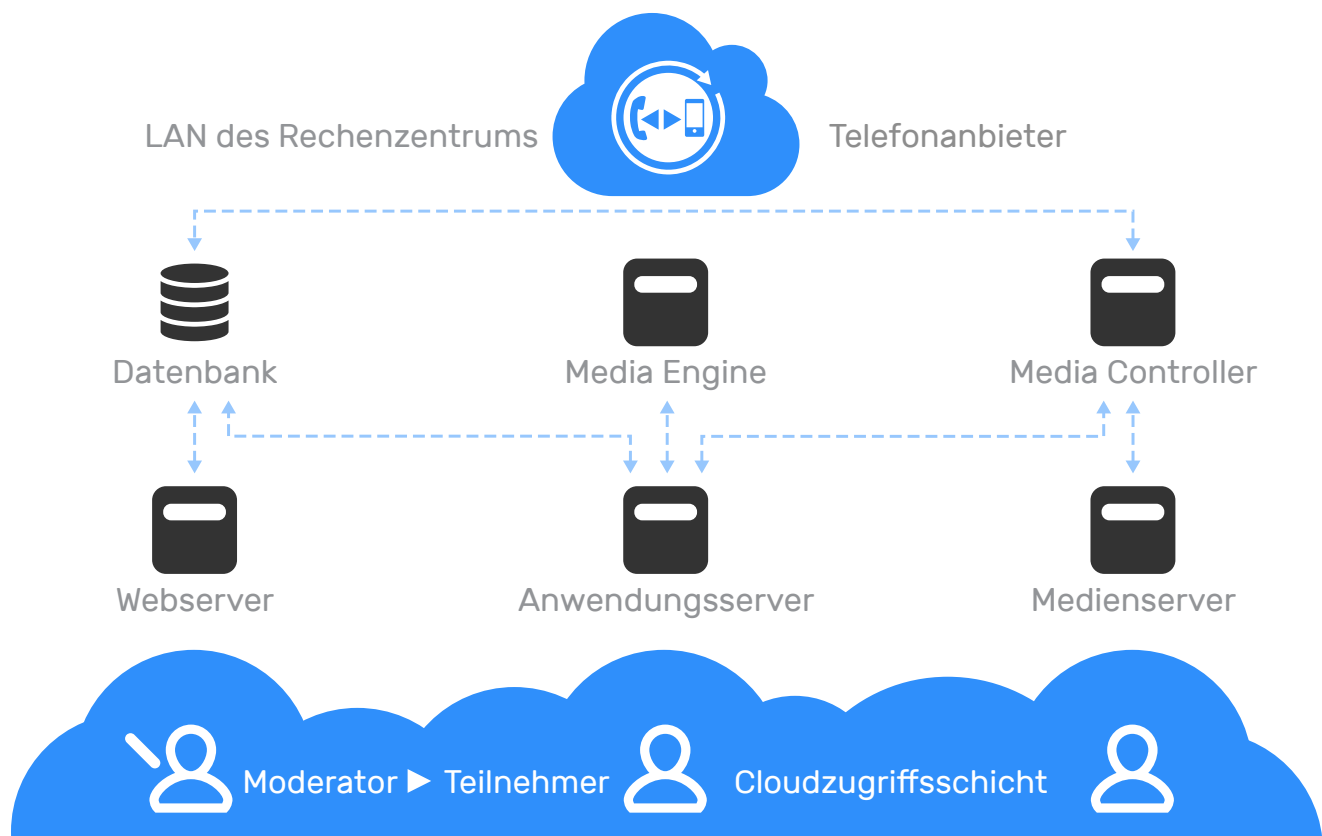 LAN des Rechenzentrums
Telefonanbieter
Datenbank
Media Engine
Media Controller
Webserver
Anwendungsserver
Medienserver
Moderator ► Teilnehmer
Cloudzugriffsschicht